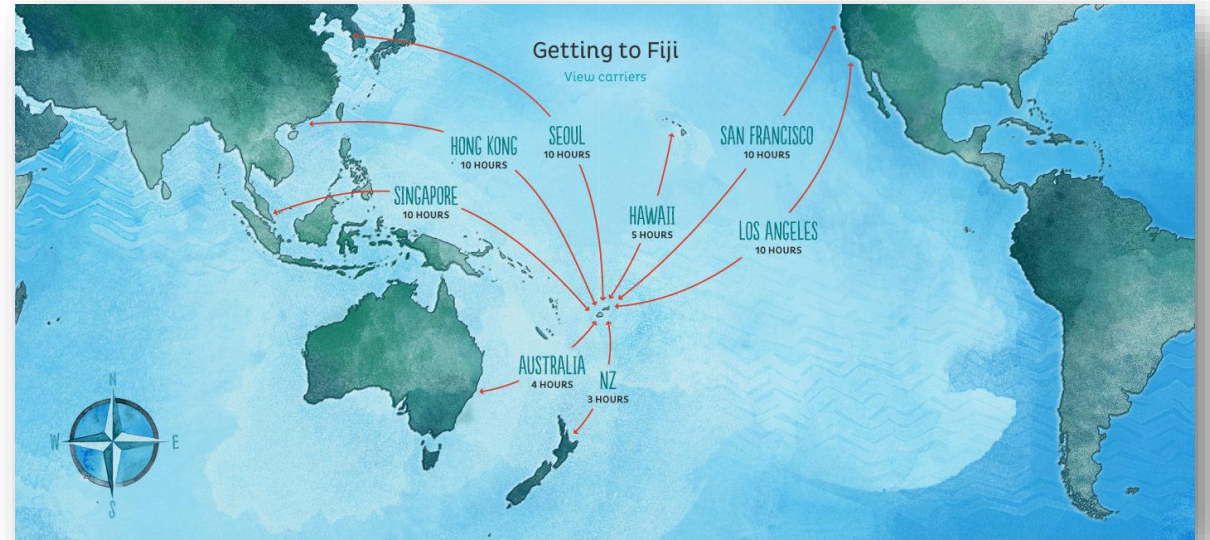 Getting to Fiji
View carriers
HONG KONG
10 HOURS
SEOUL
10 HOURS
SAN FRANCISCO
10 HOURS
SINGAPORE
10 HOURS
HAWAII
5 HOURS
LOS ANGELES
10 HOURS
AUSTRALIA
4 HOURS
NZ
3 HOURS
N
W
E
S